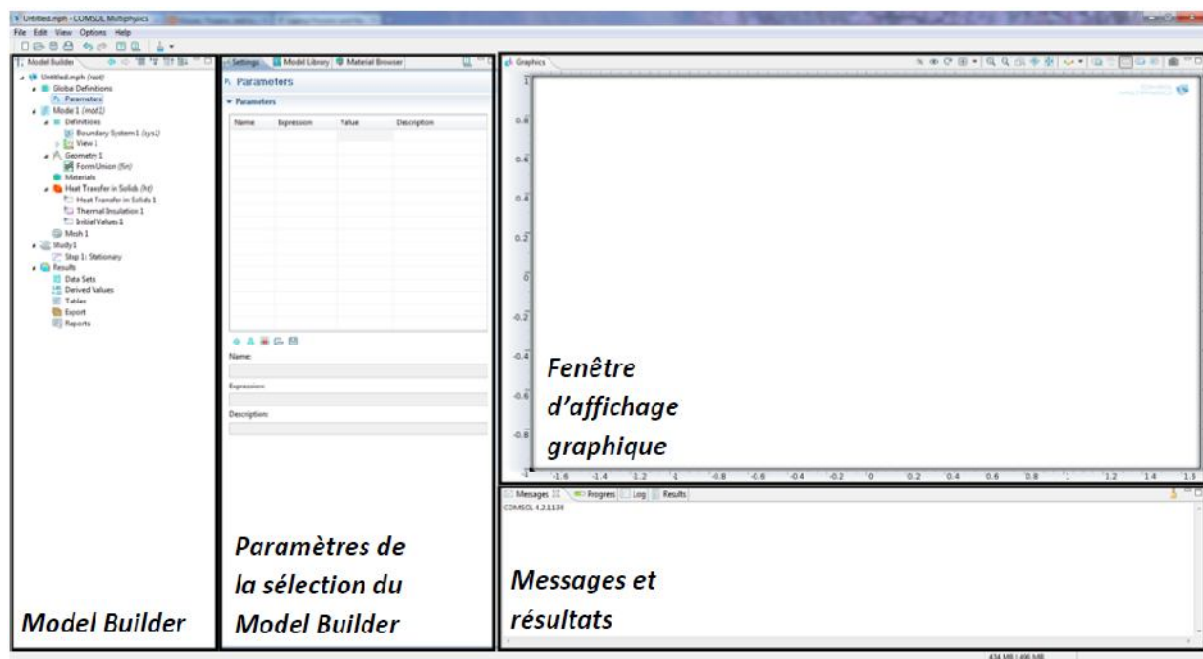 Untitled.mph - COMSOL Multiphysics
File Edit View Options Help
Model Builder
Untitled.mph (root)
Global Definitions
Parameters
Model 1 (mod1)
Definitions
Boundary System 1 (sys1)
View 1
Geometry 1
Form Union (fin)
Materials
Heat Transfer in Solids (ht)
Heat Transfer in Solids 1
Thermal Insulation 1
Initial Values 1
Mesh 1
Study 1
Step 1: Stationary
Results
Data Sets
Derived Values
Tables
Export
Reports
Model Builder
Settings Model Library Material Browser
Parameters
Parameters
Name Expression Value Description
Name:
Expression:
Description:
Paramètres de
la sélection du
Model Builder
Graphics
1
0.8
0.6
0.4
0.2
0
-0.2
-0.4
-0.6
-0.8
-1
-1.6 -1.4 -1.2 -1 -0.8 -0.6 -0.4 -0.2 0 0.2 0.4 0.6 0.8 1 1.2 1.4 1.6
Fenêtre
d'affichage
graphique
Messages Progress Log Results
Messages et
résultats